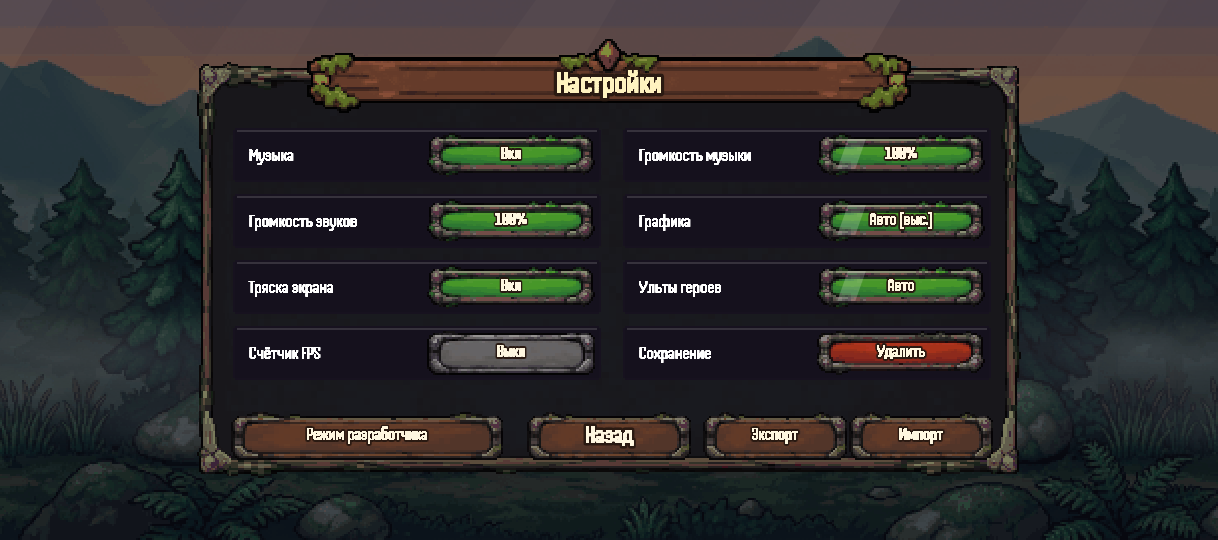 Настройки
Музыка
Вкл
Громкость музыки
100%
Громкость звуков
100%
Графика
Авто [выс.]
Тряска экрана
Вкл
Ульты героев
Авто
Счётчик FPS
Выкл
Сохранение
Удалить
Режим разработчика
Назад
Экспорт
Импорт